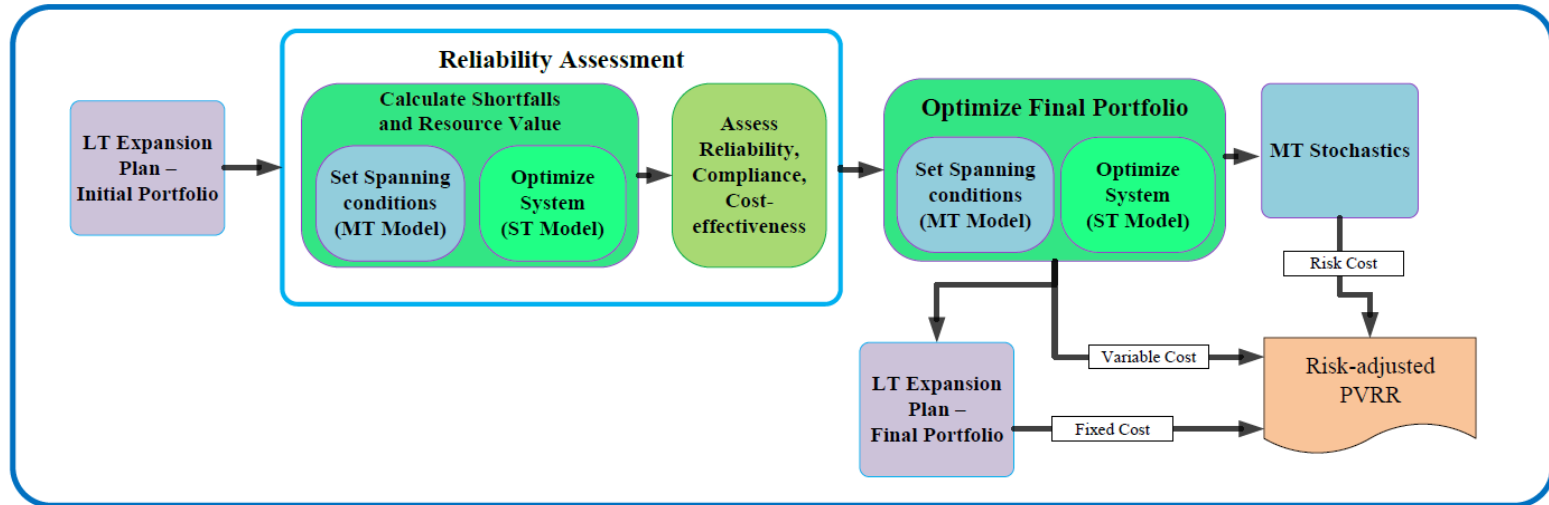 Reliability Assessment
LT Expansion
Plan –
Initial Portfolio
Calculate Shortfalls
and Resource Value
Set Spanning
conditions
(MT Model)
Optimize
System
(ST Model)
Assess
Reliability,
Compliance,
Cost-
effectiveness
Optimize Final Portfolio
Set Spanning
conditions
(MT Model)
Optimize
System
(ST Model)
MT Stochastics
Risk Cost
LT Expansion
Plan –
Final Portfolio
Variable Cost
Fixed Cost
Risk-adjusted
PVRR